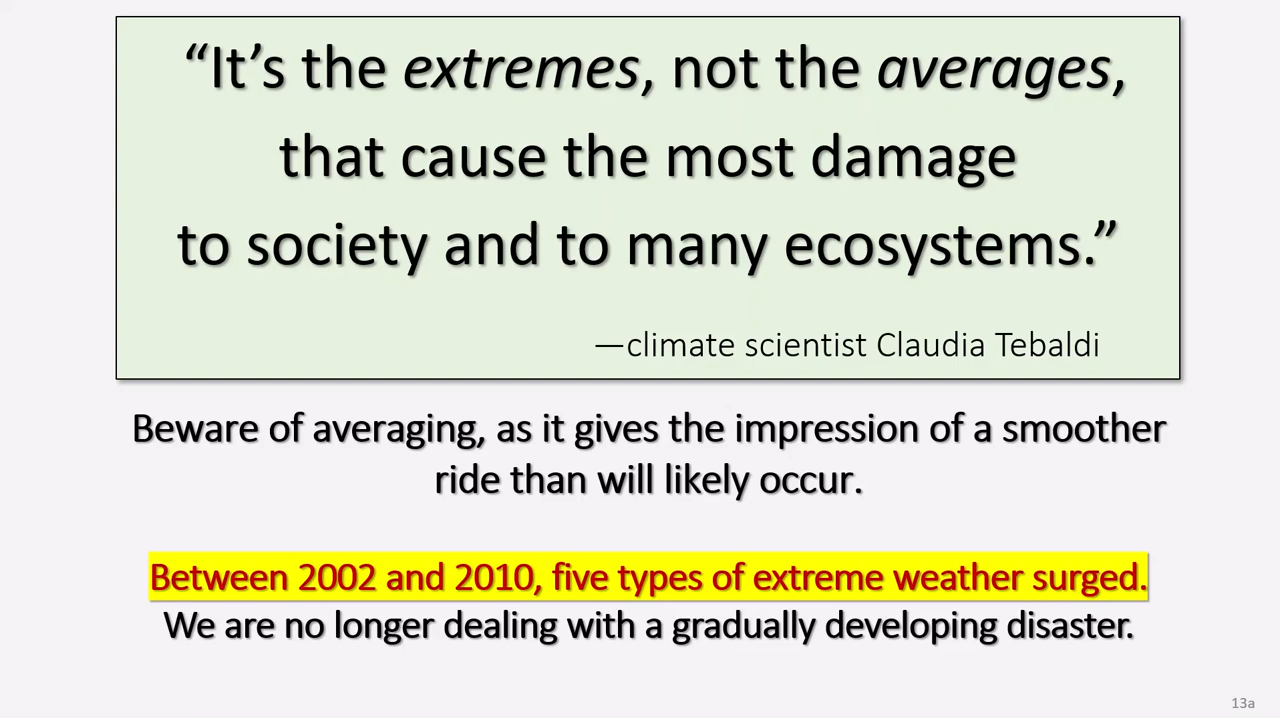 “It’s the extremes, not the averages,
that cause the most damage
to society and to many ecosystems.”
—climate scientist Claudia Tebaldi
Beware of averaging, as it gives the impression of a smoother
ride than will likely occur.
Between 2002 and 2010, five types of extreme weather surged.
We are no longer dealing with a gradually developing disaster.
13a